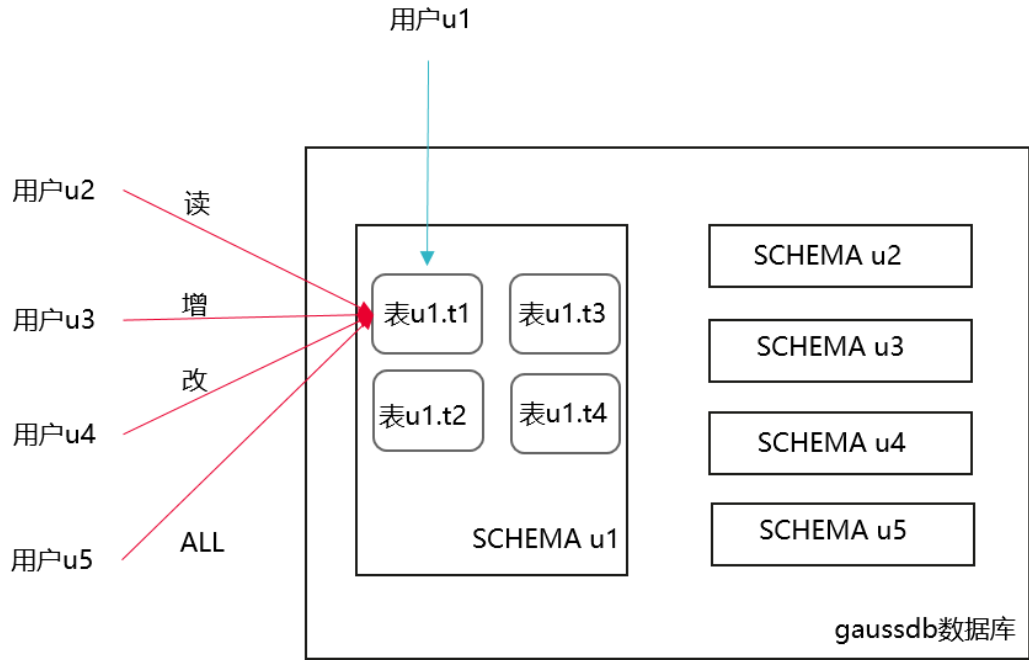 用户u1
用户u2
读
用户u3
增
改
用户u4
用户u5
ALL
表u1.t1
表u1.t3
表u1.t2
表u1.t4
SCHEMA u1
SCHEMA u2
SCHEMA u3
SCHEMA u4
SCHEMA u5
gaussdb数据库